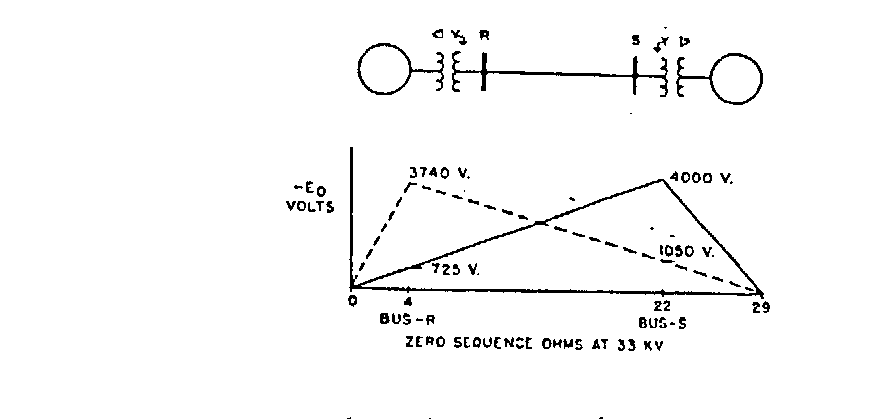 Δ Y R
S Y Δ
3740 V.
4000 V.
-E0
VOLTS
1050 V.
725 V.
0 4 22 29
BUS-R
BUS-S
ZERO SEQUENCE OHMS AT 33 KV